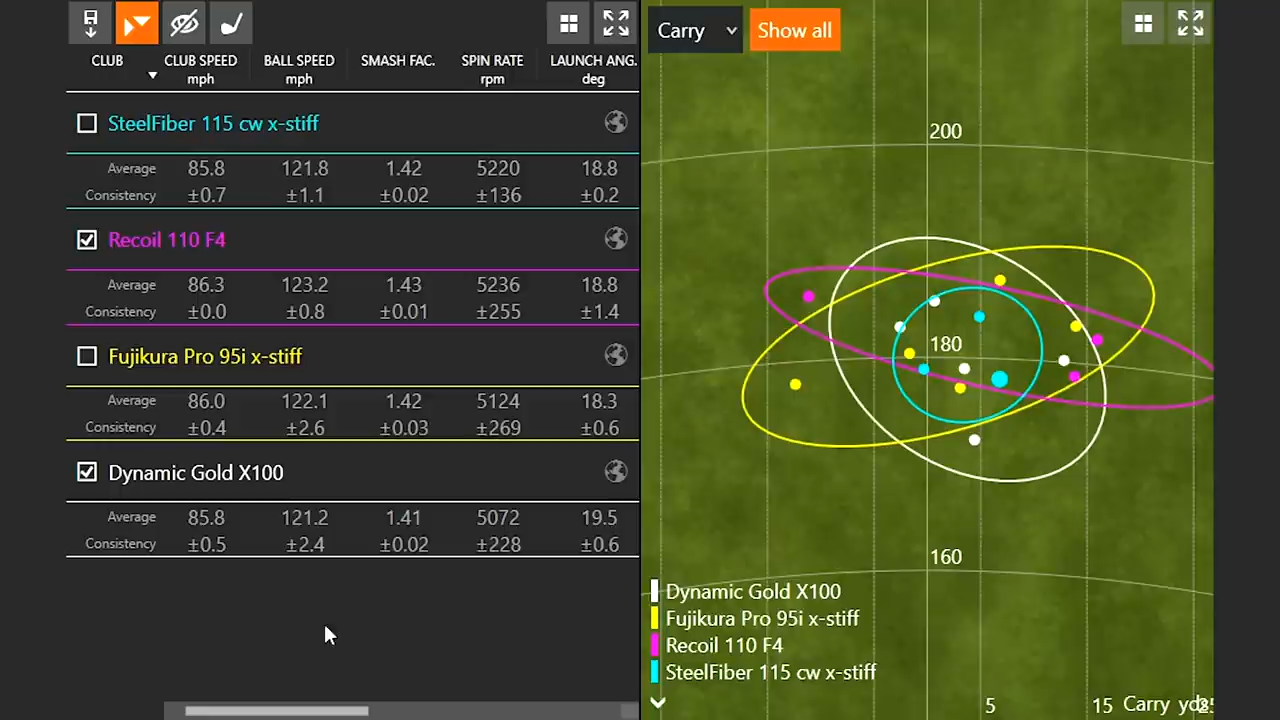 CLUB CLUB SPEED BALL SPEED SMASH FAC. SPIN RATE LAUNCH ANG.
mph mph rpm deg
SteelFiber 115 cw x-stiff
Average 85.8 121.8 1.42 5220 18.8
Consistency ±0.7 ±1.1 ±0.02 ±136 ±0.2
Recoil 110 F4
Average 86.3 123.2 1.43 5236 18.8
Consistency ±0.0 ±0.8 ±0.01 ±255 ±1.4
Fujikura Pro 95i x-stiff
Average 86.0 122.1 1.42 5124 18.3
Consistency ±0.4 ±2.6 ±0.03 ±269 ±0.6
Dynamic Gold X100
Average 85.8 121.2 1.41 5072 19.5
Consistency ±0.5 ±2.4 ±0.02 ±228 ±0.6
Carry Show all
200
180
160
Dynamic Gold X100
Fujikura Pro 95i x-stiff
Recoil 110 F4
SteelFiber 115 cw x-stiff
5 15 Carry yds